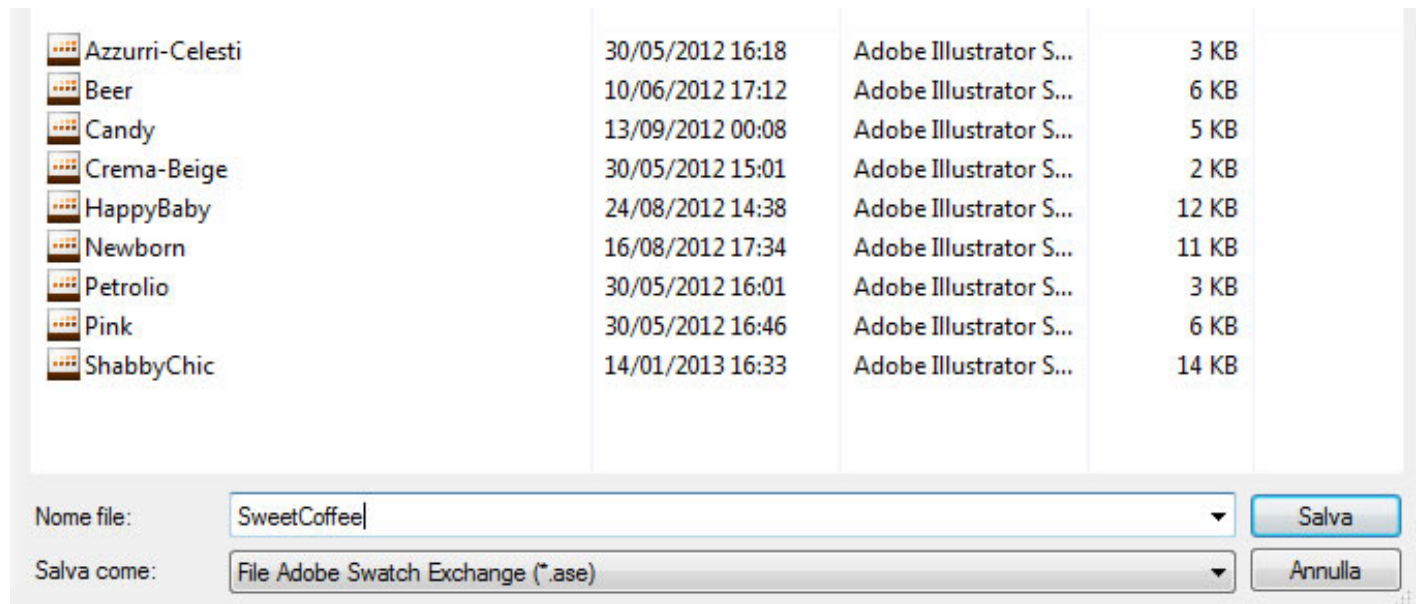 Azzurri-Celesti 30/05/2012 16:18 Adobe Illustrator S... 3 KB
Beer 10/06/2012 17:12 Adobe Illustrator S... 6 KB
Candy 13/09/2012 00:08 Adobe Illustrator S... 5 KB
Crema-Beige 30/05/2012 15:01 Adobe Illustrator S... 2 KB
HappyBaby 24/08/2012 14:38 Adobe Illustrator S... 12 KB
Newborn 16/08/2012 17:34 Adobe Illustrator S... 11 KB
Petrolio 30/05/2012 16:01 Adobe Illustrator S... 3 KB
Pink 30/05/2012 16:46 Adobe Illustrator S... 6 KB
ShabbyChic 14/01/2013 16:33 Adobe Illustrator S... 14 KB
Nome file: SweetCoffee Salva
Salva come: File Adobe Swatch Exchange (*.ase) Annulla